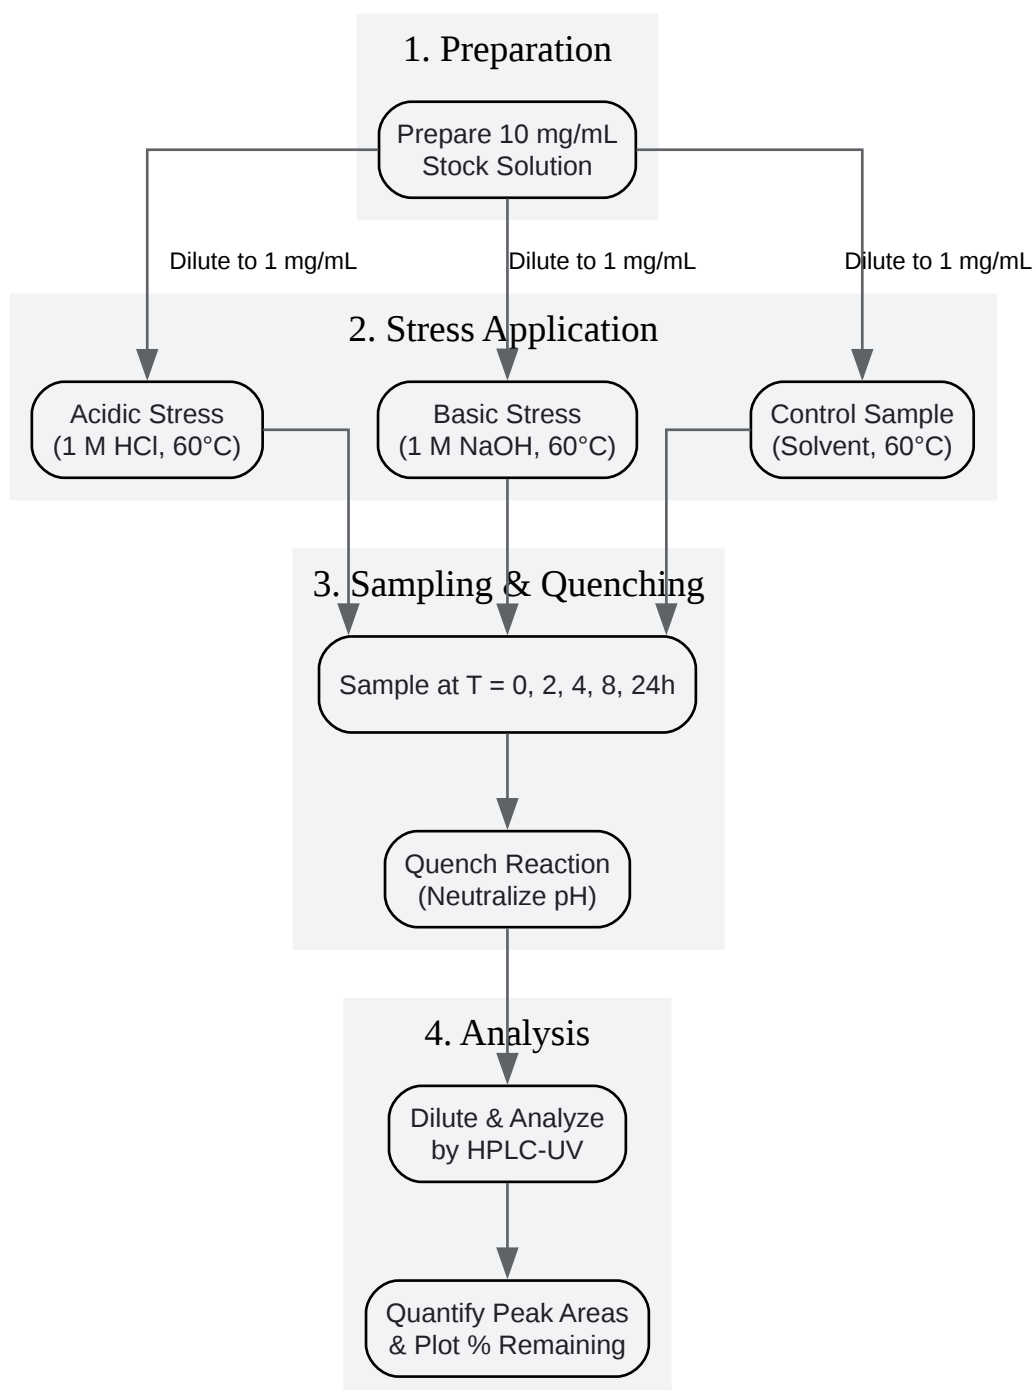 1. Preparation
Prepare 10 mg/mL
Stock Solution
Dilute to 1 mg/mL
Dilute to 1 mg/mL
Dilute to 1 mg/mL
2. Stress Application
Acidic Stress
(1 M HCl, 60°C)
Basic Stress
(1 M NaOH, 60°C)
Control Sample
(Solvent, 60°C)
3. Sampling & Quenching
Sample at T = 0, 2, 4, 8, 24h
Quench Reaction
(Neutralize pH)
4. Analysis
Dilute & Analyze
by HPLC-UV
Quantify Peak Areas
& Plot % Remaining